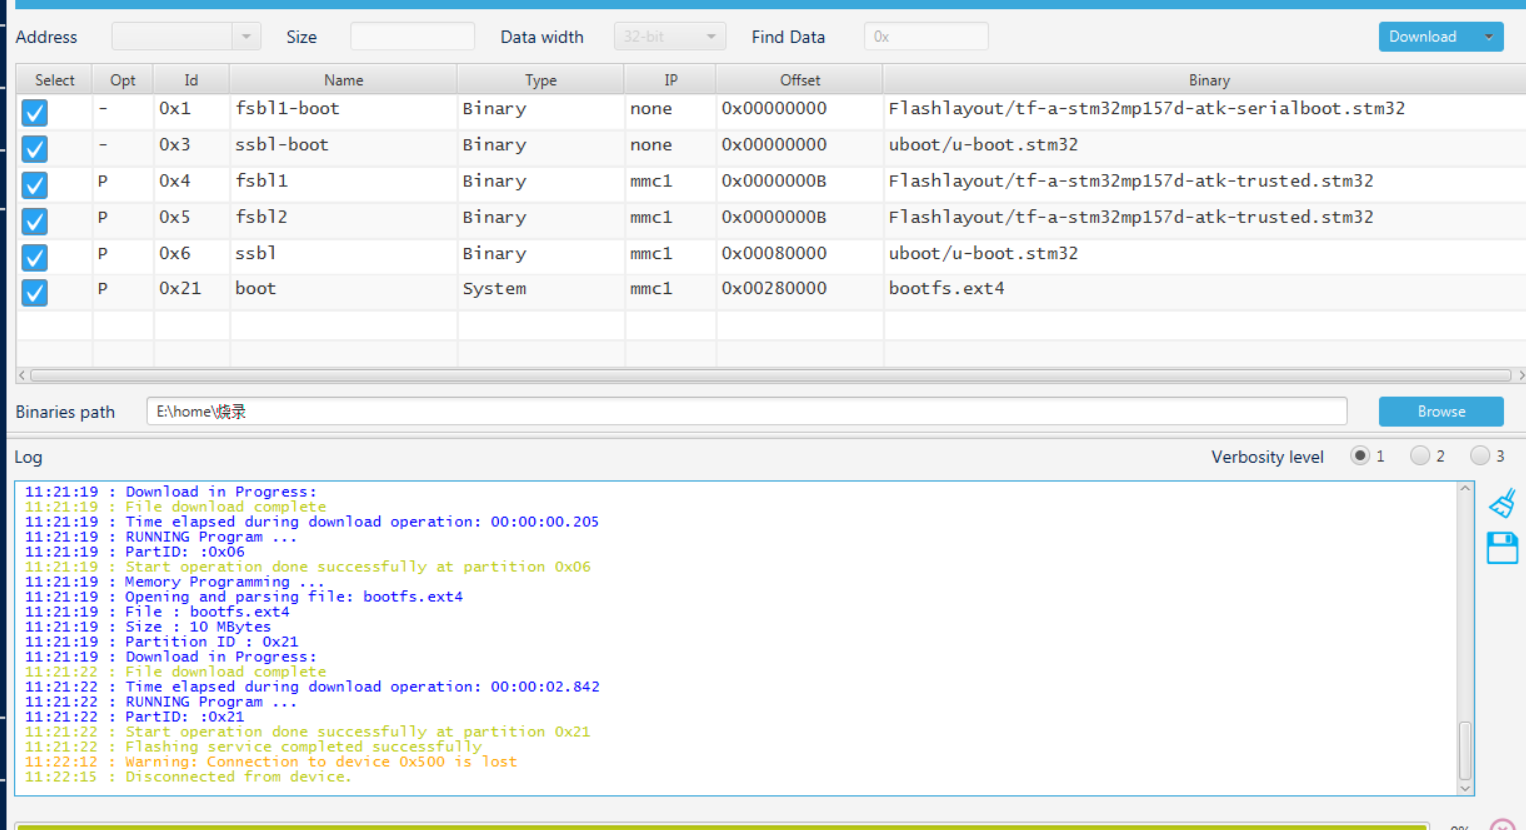 Address Size Data width 32-bit Find Data 0x Download
Select Opt Id Name Type IP Offset Binary
- 0x1 fsbl1-boot Binary none 0x00000000 Flashlayout/tf-a-stm32mp157d-atk-serialboot.stm32
- 0x3 ssbl-boot Binary none 0x00000000 uboot/u-boot.stm32
P 0x4 fsbl1 Binary mmc1 0x0000000B Flashlayout/tf-a-stm32mp157d-atk-trusted.stm32
P 0x5 fsbl2 Binary mmc1 0x0000000B Flashlayout/tf-a-stm32mp157d-atk-trusted.stm32
P 0x6 ssbl Binary mmc1 0x00080000 uboot/u-boot.stm32
P 0x21 boot System mmc1 0x00280000 bootfs.ext4
Binaries path E:\home\烧录 Browse
Log Verbosity level 1 2 3
11:21:19 : Download in Progress:
11:21:19 : File download complete
11:21:19 : Time elapsed during download operation: 00:00:00.205
11:21:19 : RUNNING Program ...
11:21:19 : PartID: :0x06
11:21:19 : Start operation done successfully at partition 0x06
11:21:19 : Memory Programming ...
11:21:19 : Opening and parsing file: bootfs.ext4
11:21:19 : File : bootfs.ext4
11:21:19 : Size : 10 MBytes
11:21:19 : Partition ID : 0x21
11:21:19 : Download in Progress:
11:21:22 : File download complete
11:21:22 : Time elapsed during download operation: 00:00:02.842
11:21:22 : RUNNING Program ...
11:21:22 : PartID: :0x21
11:21:22 : Start operation done successfully at partition 0x21
11:21:22 : Flashing service completed successfully
11:22:12 : Warning: Connection to device 0x500 is lost
11:22:15 : Disconnected from device.